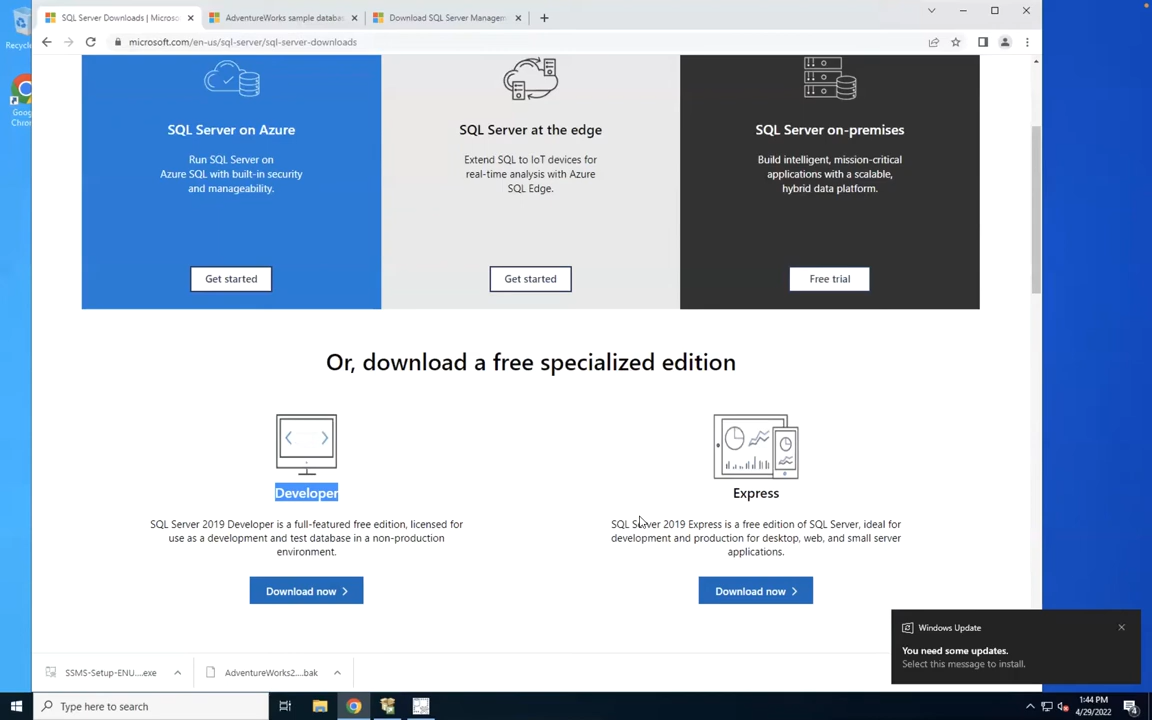 Recycle
Goog
Chror
SQL Server Downloads | Microso
AdventureWorks sample databa
Download SQL Server Managem
microsoft.com/en-us/sql-server/sql-server-downloads
SQL Server on Azure
Run SQL Server on
Azure SQL with built-in security
and manageability.
Get started
SQL Server at the edge
Extend SQL to IoT devices for
real-time analysis with Azure
SQL Edge.
Get started
SQL Server on-premises
Build intelligent, mission-critical
applications with a scalable,
hybrid data platform.
Free trial
Or, download a free specialized edition
Developer
SQL Server 2019 Developer is a full-featured free edition, licensed for
use as a development and test database in a non-production
environment.
Download now
Express
SQL Server 2019 Express is a free edition of SQL Server, ideal for
development and production for desktop, web, and small server
applications.
Download now
Windows Update
You need some updates.
Select this message to install.
SSMS-Setup-ENU....exe
AdventureWorks2....bak
Type here to search
1:44 PM
4/29/2022
4